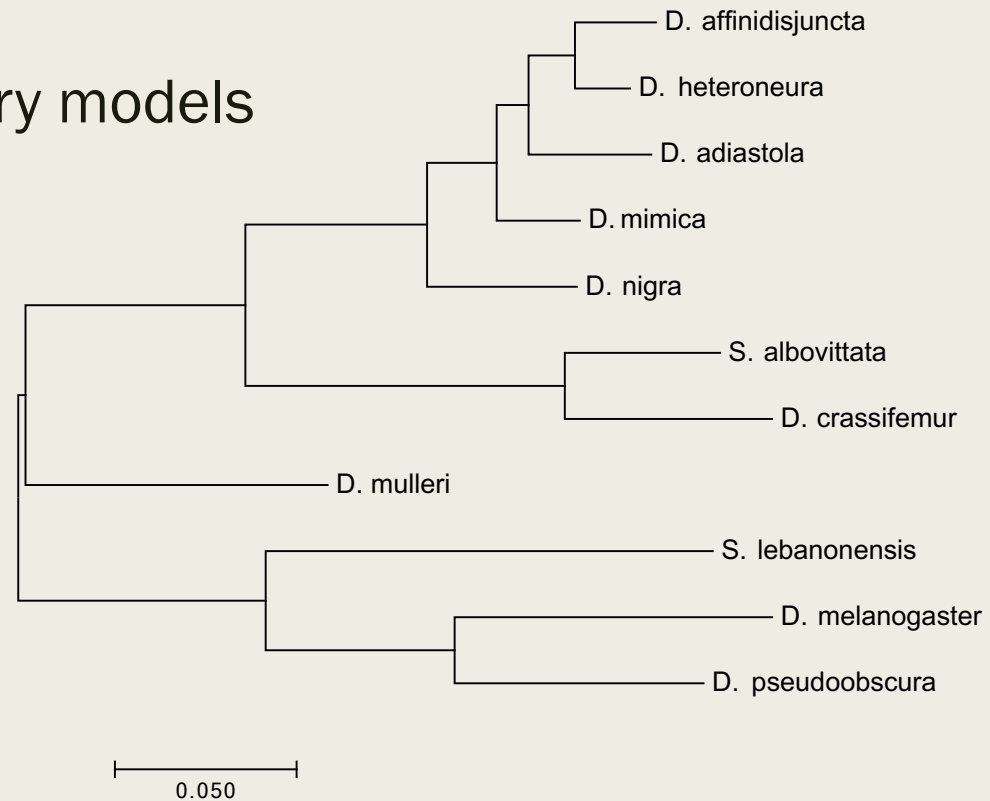 ry models
D. affinidisjuncta
D. heteroneura
D. adiastola
D. mimica
D. nigra
S. albovittata
D. crassifemur
D. mulleri
S. lebanonensis
D. melanogaster
D. pseudoobscura
0.050